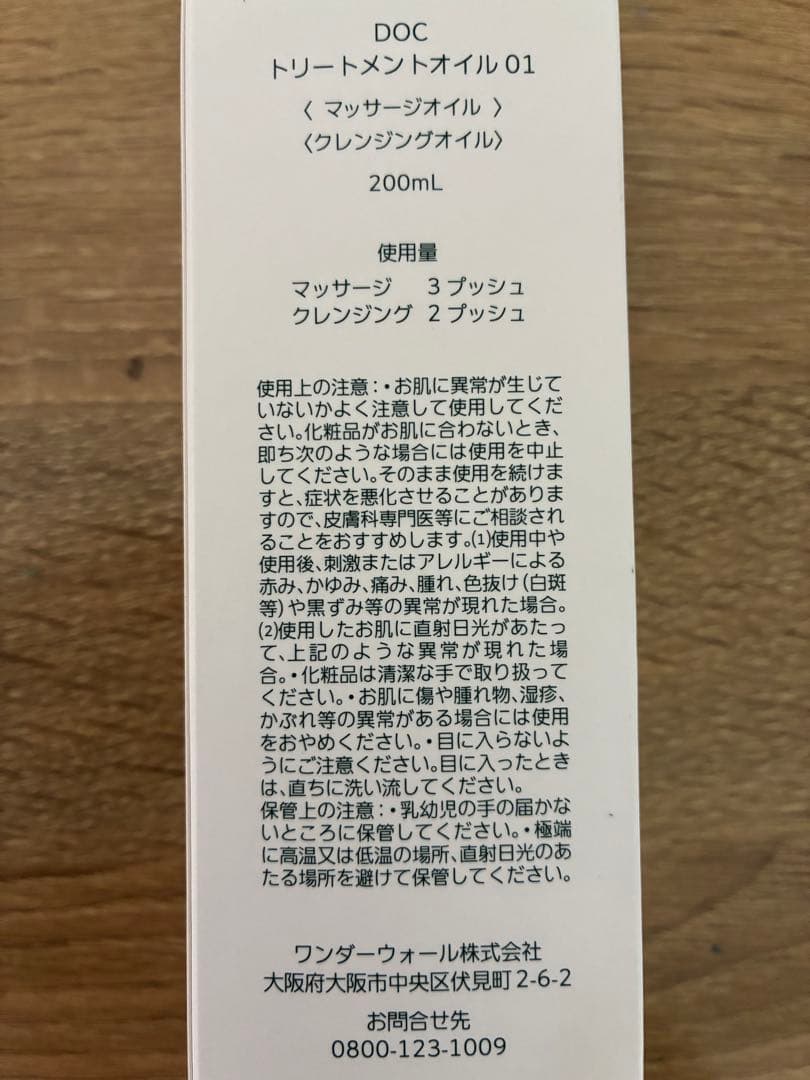 DOC
トリートメントオイル 01
〈 マッサージオイル 〉
〈クレンジングオイル〉
200mL
使用量
マッサージ 3 プッシュ
クレンジング 2 プッシュ
使用上の注意：・お肌に異常が生じて
いないかよく注意して使用してくだ
さい。化粧品がお肌に合わないとき、
即ち次のような場合には使用を中止
してください。そのまま使用を続けま
すと、症状を悪化させることがありま
すので、皮膚科専門医等にご相談され
ることをおすすめします。(1)使用中や
使用後、刺激またはアレルギーによる
赤み、かゆみ、痛み、腫れ、色抜け（白斑
等）や黒ずみ等の異常が現れた場合。
(2)使用したお肌に直射日光があたっ
て、上記のような異常が現れた場
合。・化粧品は清潔な手で取り扱って
ください。・お肌に傷や腫れ物、湿疹、
かぶれ等の異常がある場合には使用
をおやめください。・目に入らないよ
うにご注意ください。目に入ったとき
は、直ちに洗い流してください。
保管上の注意：・乳幼児の手の届かな
いところに保管してください。・極端
に高温又は低温の場所、直射日光のあ
たる場所を避けて保管してください。
ワンダーウォール株式会社
大阪府大阪市中央区伏見町 2-6-2
お問合せ先
0800-123-1009